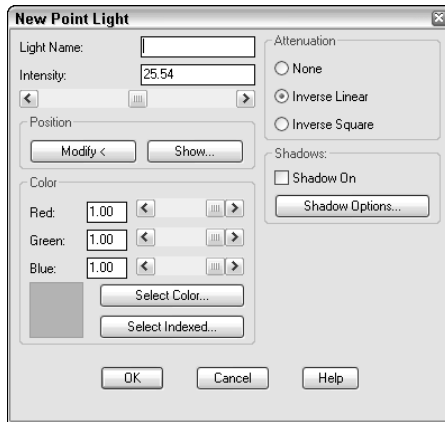 New Point Light
Light Name:
Intensity: 25.54
Position
Modify < Show...
Color
Red: 1.00
Green: 1.00
Blue: 1.00
Select Color...
Select Indexed...
Attenuation
None
Inverse Linear
Inverse Square
Shadows:
Shadow On
Shadow Options...
OK Cancel Help